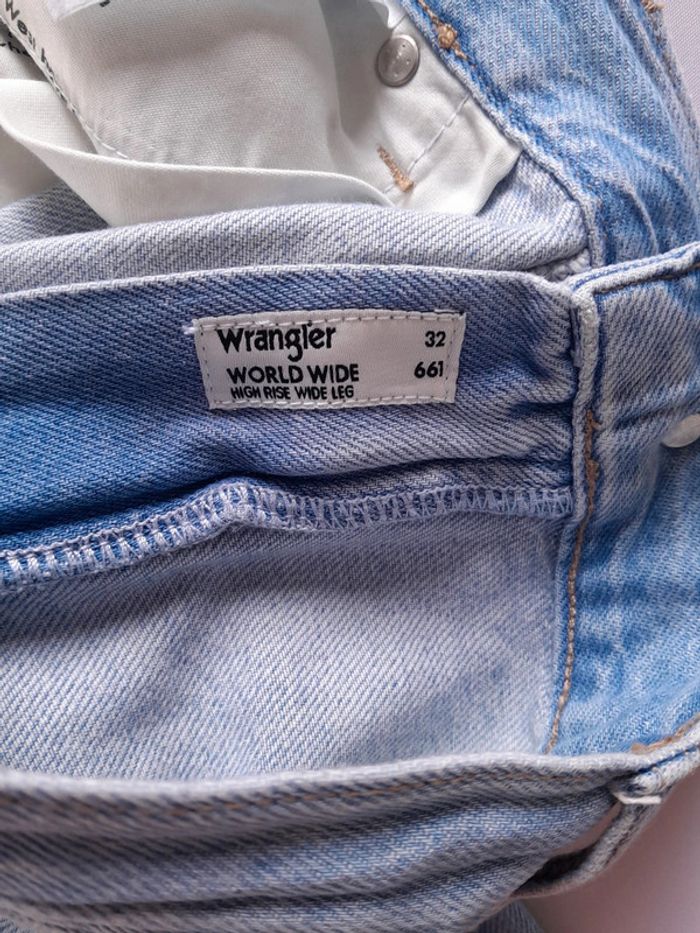 Wrangler 32
WORLD WIDE 661
HIGH RISE WIDE LEG